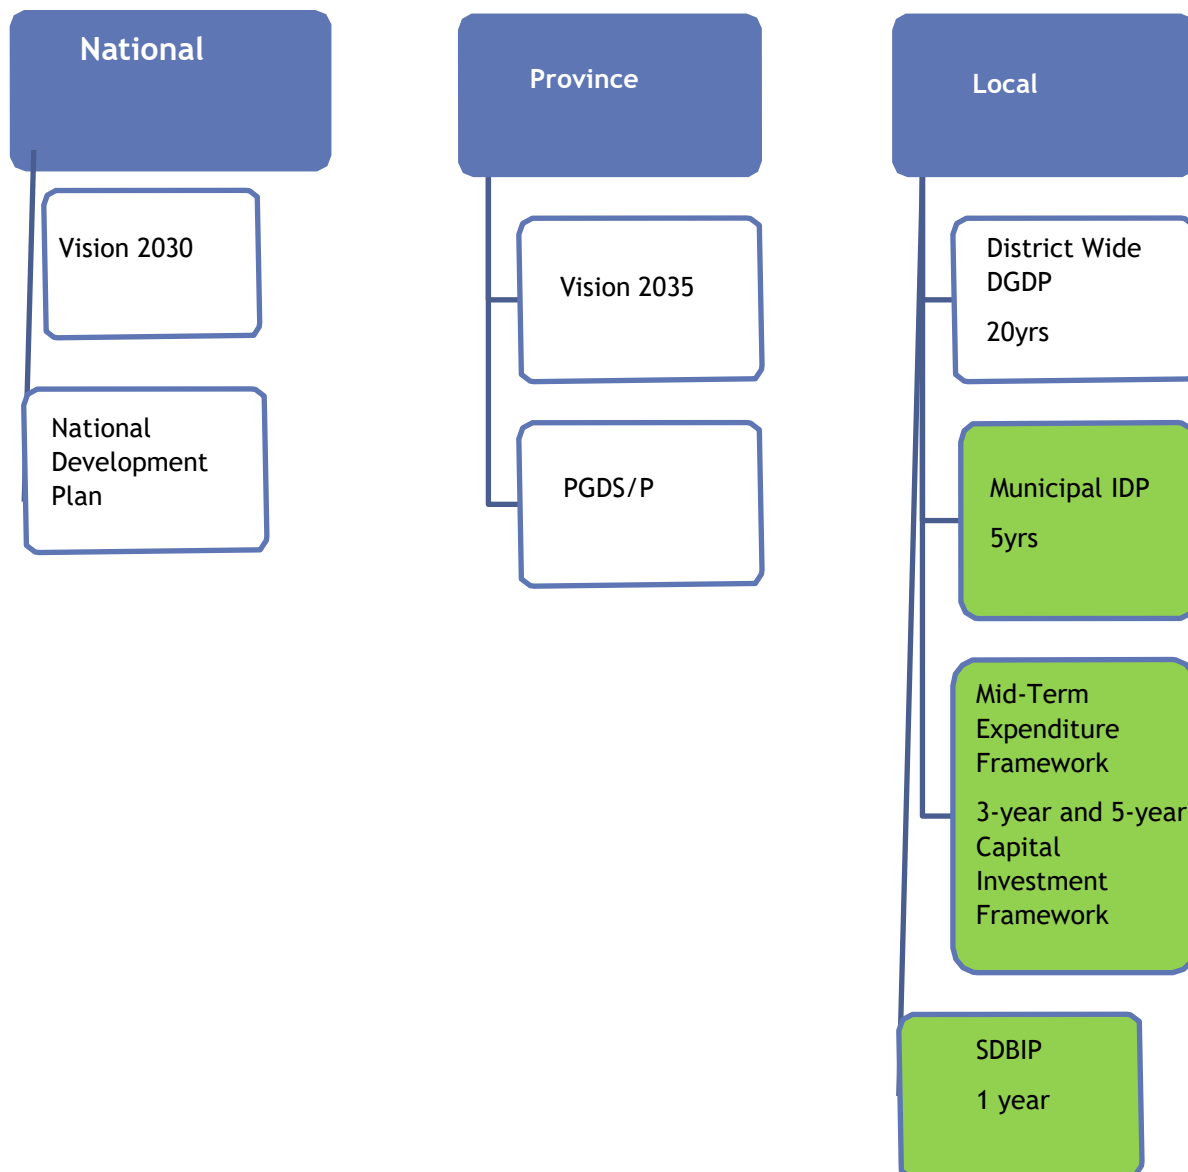 National
Vision 2030
National
Development
Plan
Province
Vision 2035
PGDS/P
Local
District Wide
DGDP
20yrs
Municipal IDP
5yrs
Mid-Term
Expenditure
Framework
3-year and 5-year
Capital
Investment
Framework
SDBIP
1 year